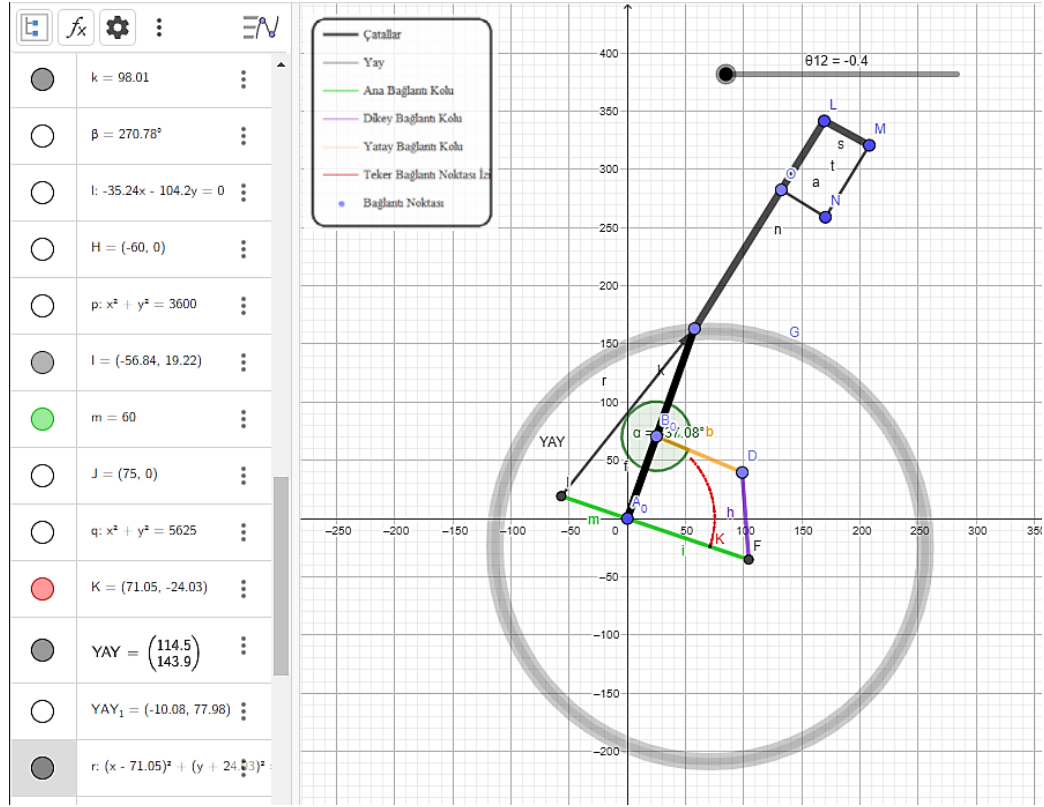 k = 98.01
β = 270.78°
l: -35.24x - 104.2y = 0
H = (-60, 0)
p: x² + y² = 3600
I = (-56.84, 19.22)
m = 60
J = (75, 0)
q: x² + y² = 5625
K = (71.05, -24.03)
YAY = (114.5
143.9)
YAY₁ = (-10.08, 77.98)
r: (x - 71.05)² + (y + 24.03)²
Çatallar
Yay
Ana Bağlantı Kolu
Dikey Bağlantı Kolu
Yatay Bağlantı Kolu
Teker Bağlantı Noktası İzi
Bağlantı Noktası
θ12 = -0.4
400
350
300
250
200
150
100
50
-50
-100
-150
-200
-250
-200
-150
-100
-50
0
50
100
150
200
250
300
350
L
M
s
t
O
a
N
n
G
k
r
B₀
b
YAY
D
f
I
A₀
m
h
K
F
i